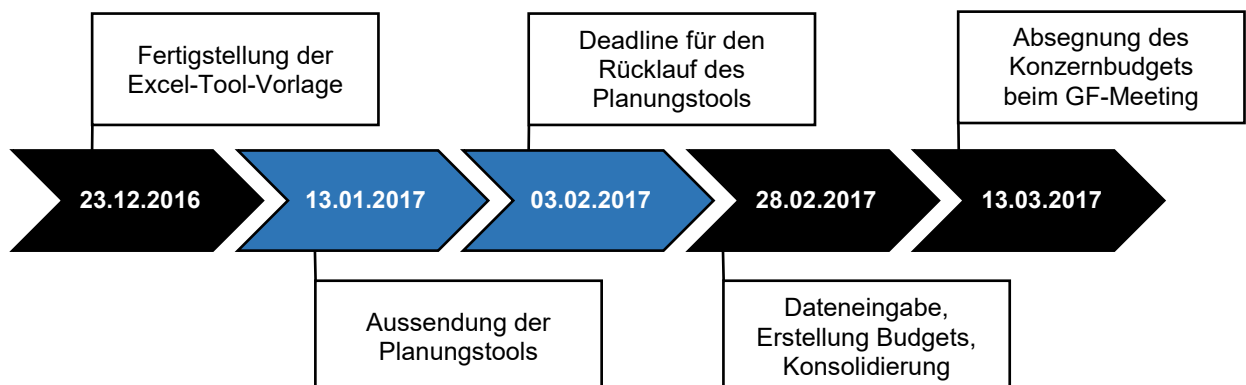 Fertigstellung der
Excel-Tool-Vorlage
Deadline für den
Rücklauf des
Planungstools
Absegnung des
Konzernbudgets
beim GF-Meeting
23.12.2016
13.01.2017
03.02.2017
28.02.2017
13.03.2017
Aussendung der
Planungstools
Dateneingabe,
Erstellung Budgets,
Konsolidierung